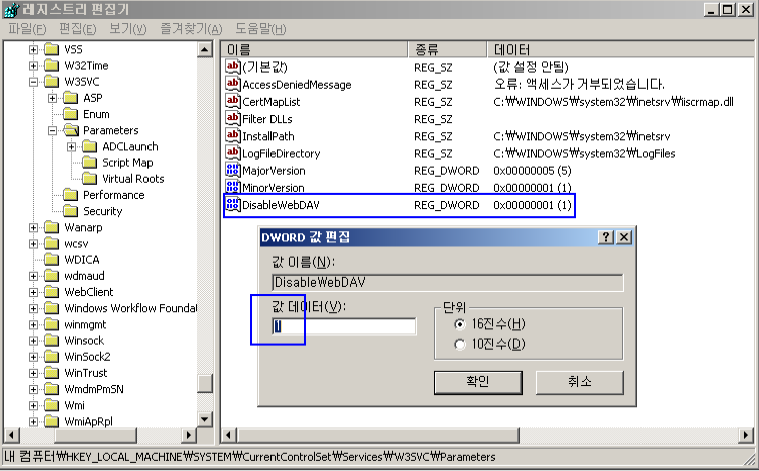 레지스트리 편집기
파일(F) 편집(E) 보기(V) 즐겨찾기(A) 도움말(H)
VSS
W32Time
W3SVC
ASP
Enum
Parameters
ADCLaunch
Script Map
Virtual Roots
Performance
Security
Wanarp
wcsv
WDICA
wdmaud
WebClient
Windows Workflow Foundat
winmgmt
Winsock
WinSock2
WinTrust
WmdmPmSN
Wmi
WmiApRpl
이름 종류 데이터
ab (기본값) REG_SZ (값 설정 안됨)
ab AccessDeniedMessage REG_SZ 오류: 액세스가 거부되었습니다.
ab CertMapList REG_SZ C:₩WINDOWS₩system32₩inetsrv₩iiscrmap.dll
ab Filter DLLs REG_SZ
ab InstallPath REG_SZ C:₩WINDOWS₩system32₩inetsrv
ab LogFileDirectory REG_SZ C:₩WINDOWS₩system32₩LogFiles
MajorVersion REG_DWORD 0x00000005 (5)
MinorVersion REG_DWORD 0x00000001 (1)
DisableWebDAV REG_DWORD 0x00000001 (1)
DWORD 값 편집
값 이름(N):
DisableWebDAV
값 데이터(V):
1
단위
16진수(H)
10진수(D)
확인 취소
내 컴퓨터₩HKEY_LOCAL_MACHINE₩SYSTEM₩CurrentControlSet₩Services₩W3SVC₩Parameters